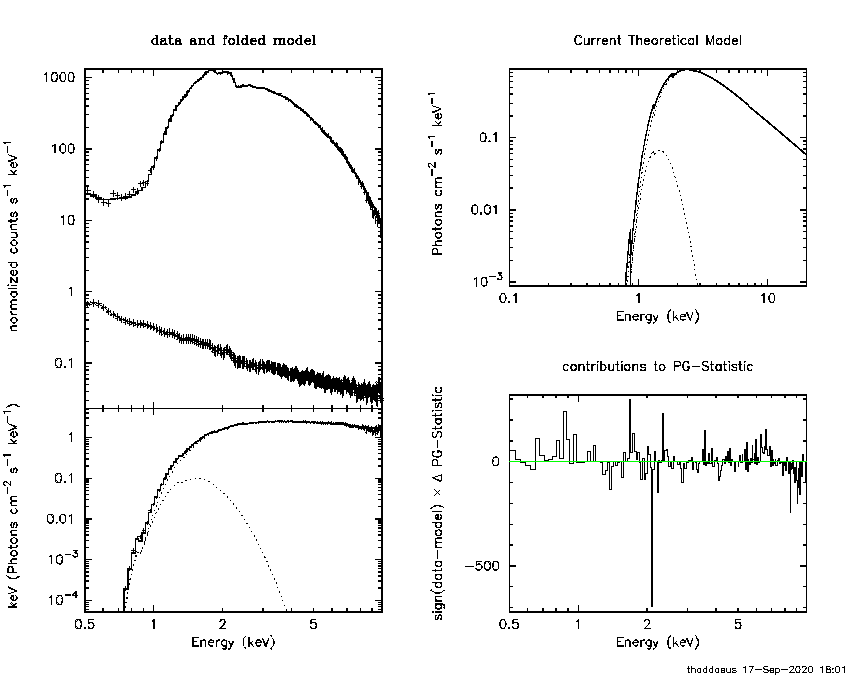 data and folded model
normalized counts s−1 keV−1
1000
100
10
1
0.1
keV (Photons cm−2 s−1 keV−1)
1
0.1
0.01
10−3
10−4
0.5 1 2 5
Energy (keV)
Current Theoretical Model
Photons cm−2 s−1 keV−1
0.1
0.01
10−3
0.1 1 10
Energy (keV)
contributions to PG−Statistic
sign(data−model) × Δ PG−Statistic
0
−500
0.5 1 2 5
Energy (keV)
thaddaeus 17−Sep−2020 18:01